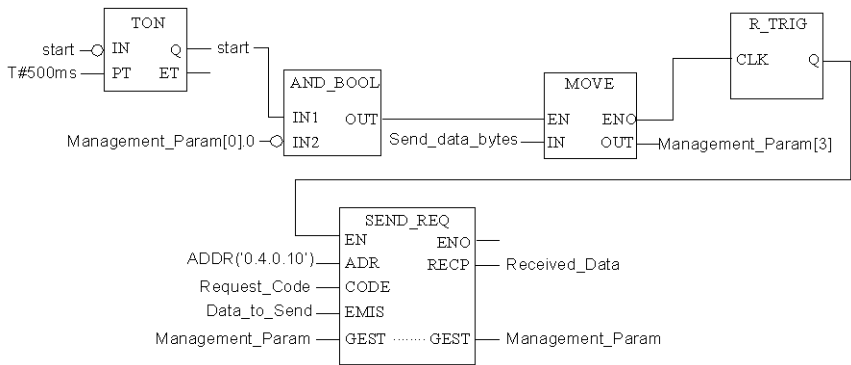 TON
start IN Q start
T#500ms PT ET
AND_BOOL
IN1 OUT
Management_Param[0].0 IN2
MOVE
EN ENO
Send_data_bytes IN OUT Management_Param[3]
R_TRIG
CLK Q
SEND_REQ
EN ENO
ADDR('0.4.0.10') ADR RECP Received_Data
Request_Code CODE
Data_to_Send EMIS
Management_Param GEST ........ GEST Management_Param